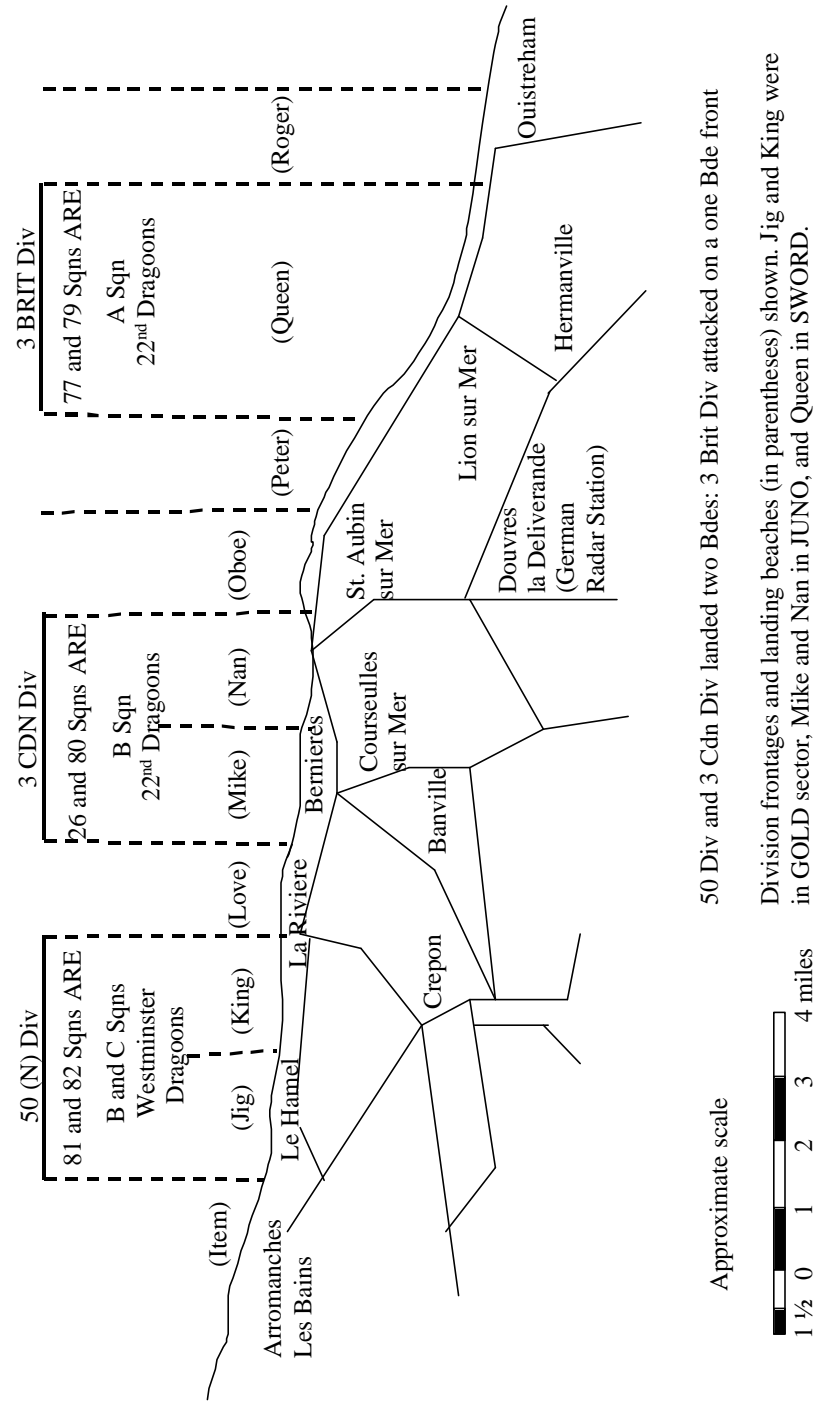 50 (N) Div
81 and 82 Sqns ARE
B and C Sqns
Westminster
Dragoons
3 CDN Div
26 and 80 Sqns ARE
B Sqn
22nd Dragoons
3 BRIT Div
77 and 79 Sqns ARE
A Sqn
22nd Dragoons
(Item)
(Jig)
(King)
(Love)
(Mike)
(Nan)
(Oboe)
(Peter)
(Queen)
(Roger)
Arromanches
Les Bains
Le Hamel
La Riviere
Crepon
Banville
Bernieres
Courseulles
sur Mer
St. Aubin
sur Mer
Douvres
la Deliverande
(German
Radar Station)
Lion sur Mer
Hermanville
Ouistreham
Approximate scale
1 ½ 0 1 2 3 4 miles
50 Div and 3 Cdn Div landed two Bdes: 3 Brit Div attacked on a one Bde front
Division frontages and landing beaches (in parentheses) shown. Jig and King were
in GOLD sector, Mike and Nan in JUNO, and Queen in SWORD.